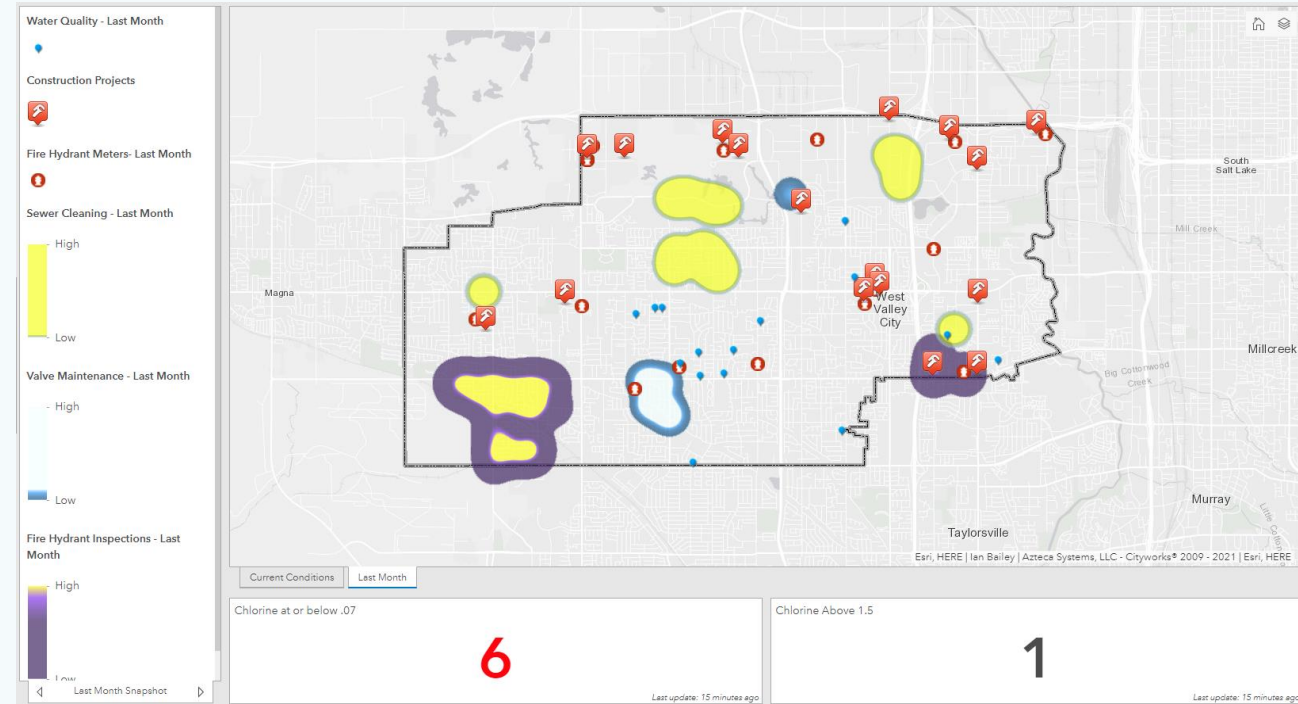 Water Quality - Last Month
Construction Projects
Fire Hydrant Meters- Last Month
Sewer Cleaning - Last Month
High
Low
Valve Maintenance - Last Month
High
Low
Fire Hydrant Inspections - Last
Month
High
Low
Last Month Snapshot
South
Salt Lake
Mill Creek
Magna
West
Valley
City
Millcreek
Big Cottonwood
Creek
Murray
Taylorsville
Esri, HERE | Ian Bailey | Azteca Systems, LLC - Cityworks® 2009 - 2021 | Esri, HERE
Current Conditions
Last Month
Chlorine at or below .07
6
Last update: 15 minutes ago
Chlorine Above 1.5
1
Last update: 15 minutes ago